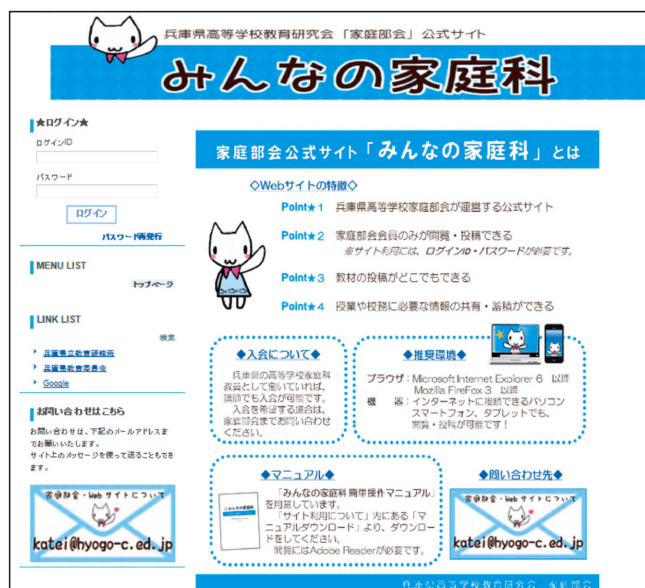 兵庫県高等学校教育研究会「家庭部会」公式サイト
みんなの家庭科
★ログイン★
ログインID
パスワード
ログイン
パスワード再発行
MENU LIST
トップページ
LINK LIST
検索
兵庫県立教育研修所
兵庫県教育委員会
Google
お問い合わせはこちら
お問い合わせは、下記のメールアドレスま
でお願いいたします。
サイト上のメッセージを使って送ることもでき
ます。
家庭部会・Webサイトについて
katei@hyogo-c.ed.jp
家庭部会公式サイト「みんなの家庭科」とは
◇Webサイトの特徴◇
Point★1 兵庫県高等学校家庭部会が運営する公式サイト
Point★2 家庭部会会員のみが閲覧・投稿できる
※サイト利用には、ログインID・パスワードが必要です。
Point★3 教材の投稿がどこでもできる
Point★4 授業や校務に必要な情報の共有・蓄積ができる
◆入会について◆
兵庫県の高等学校家庭科
教員として働いていれば、
講師でも入会が可能です。
入会を希望する場合は、
家庭部会までお問い合わせ
ください。
◆推奨環境◆
ブラウザ：Microsoft Internet Explorer 6 以降
Mozilla FireFox 3 以降
機 器：インターネットに接続できるパソコン
スマートフォン、タブレットでも、
閲覧・投稿が可能です！
◆マニュアル◆
「みんなの家庭科 簡単操作マニュアル」
を用意しています。
「サイト利用について」内にある「マ
ニュアルダウンロード」より、ダウンロー
ドをしてください。
閲覧にはAdobe Readerが必要です。
◆問い合わせ先◆
家庭部会・Webサイトについて
katei@hyogo-c.ed.jp
兵庫県高等学校教育研究会 家庭部会